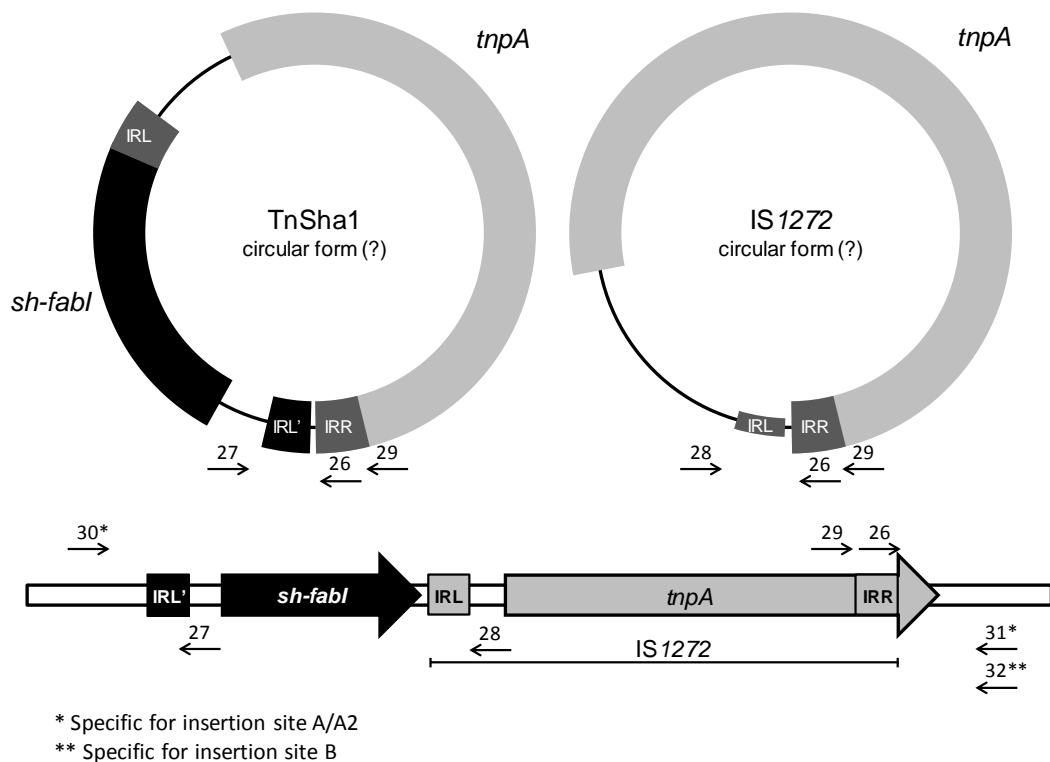 tnpA
IRL
TnSha1
circular form (?)
sh-fabI
IRL'
IRR
27
26
29
tnpA
IS1272
circular form (?)
IRL
IRR
28
26
29
30*
29
26
IRL'
sh-fabI
IRL
tnpA
IRR
27
28
IS1272
31*
32**
* Specific for insertion site A/A2
** Specific for insertion site B